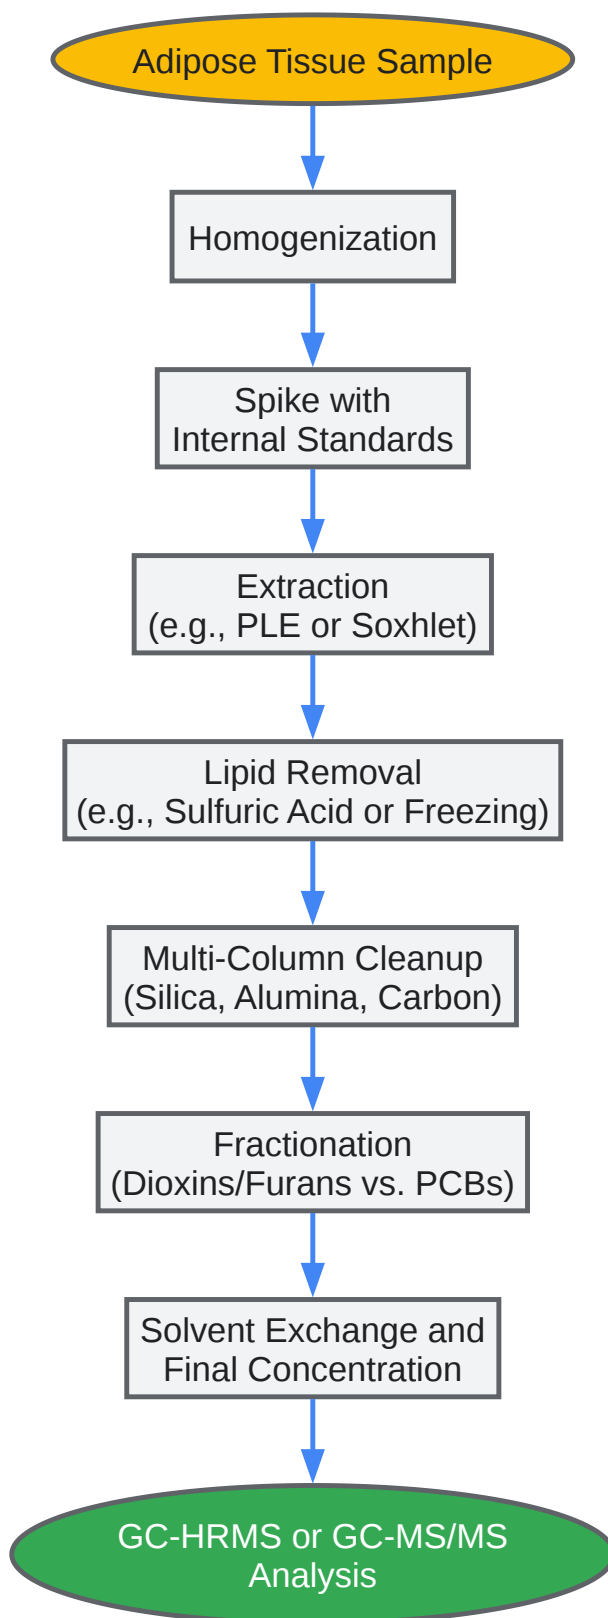 Adipose Tissue Sample
Homogenization
Spike with
Internal Standards
Extraction
(e.g., PLE or Soxhlet)
Lipid Removal
(e.g., Sulfuric Acid or Freezing)
Multi-Column Cleanup
(Silica, Alumina, Carbon)
Fractionation
(Dioxins/Furans vs. PCBs)
Solvent Exchange and
Final Concentration
GC-HRMS or GC-MS/MS
Analysis